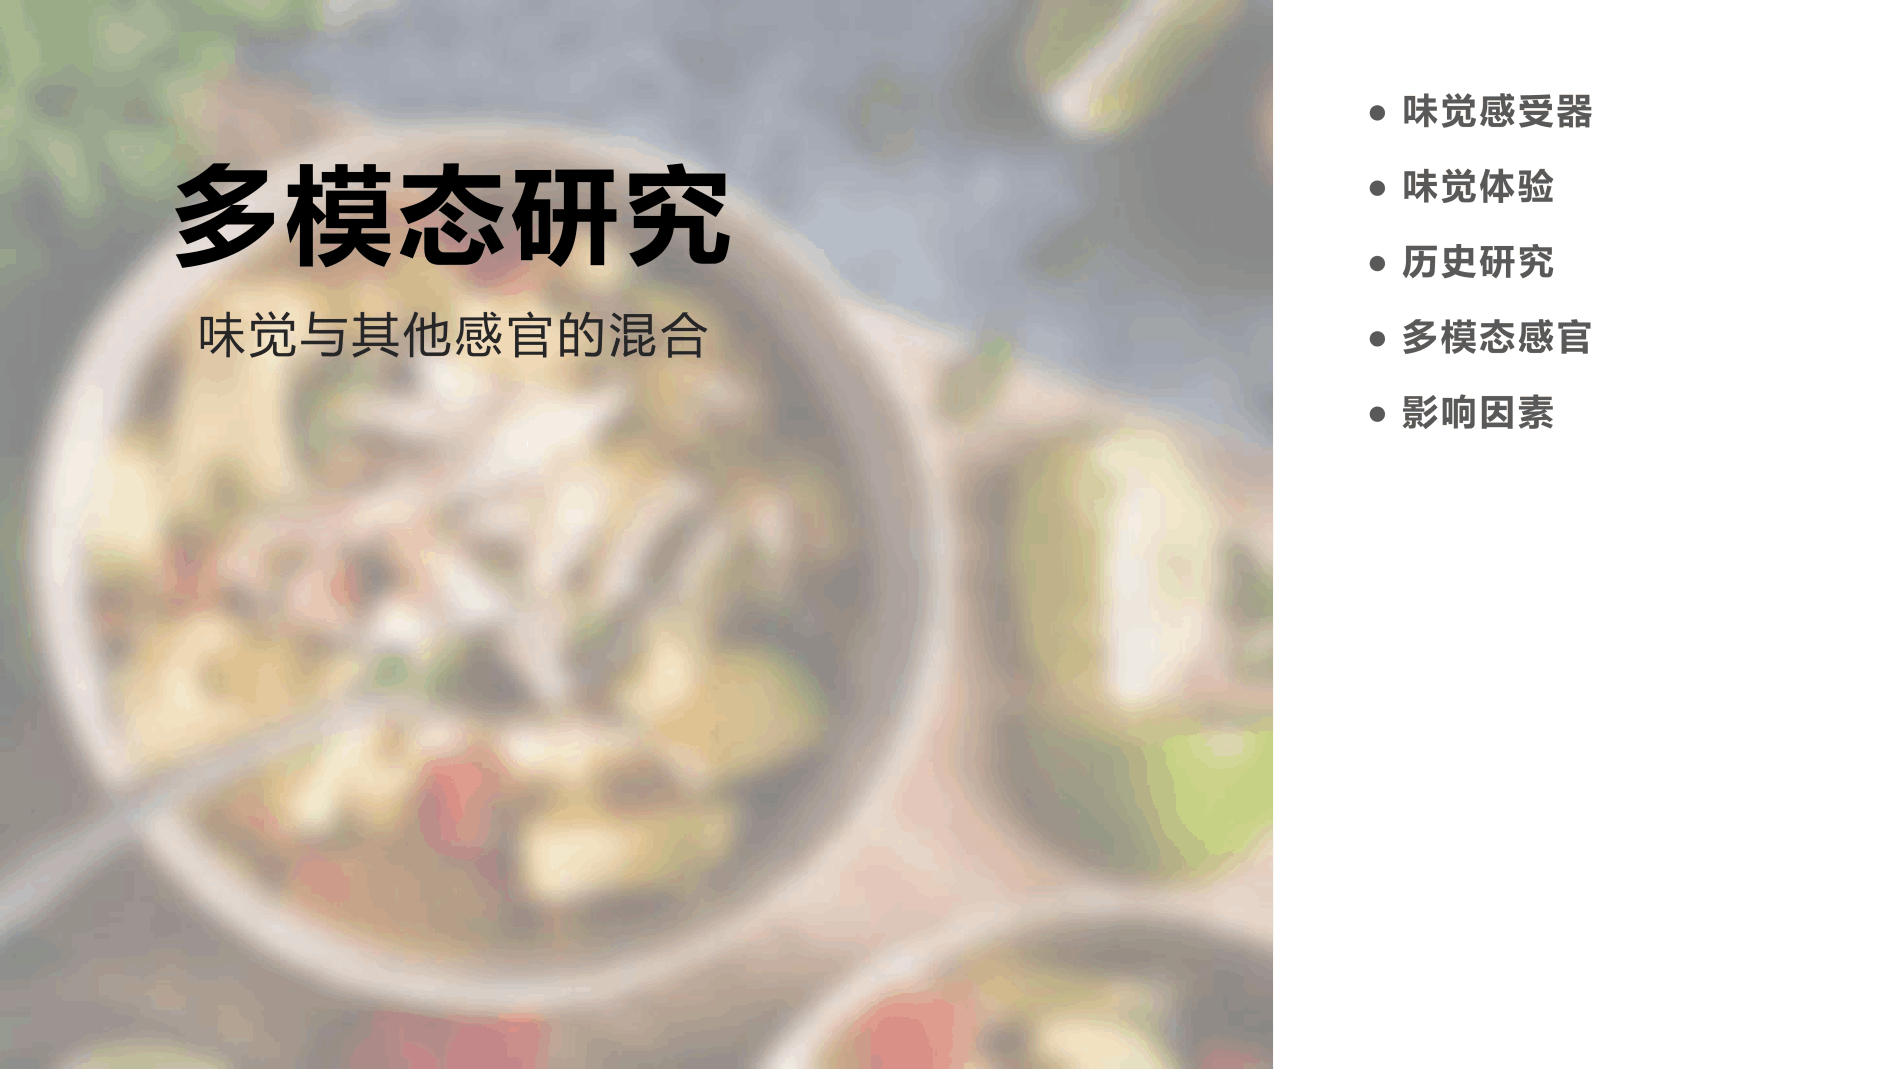 多模态研究
味觉与其他感官的混合
● 味觉感受器
● 味觉体验
● 历史研究
● 多模态感官
● 影响因素